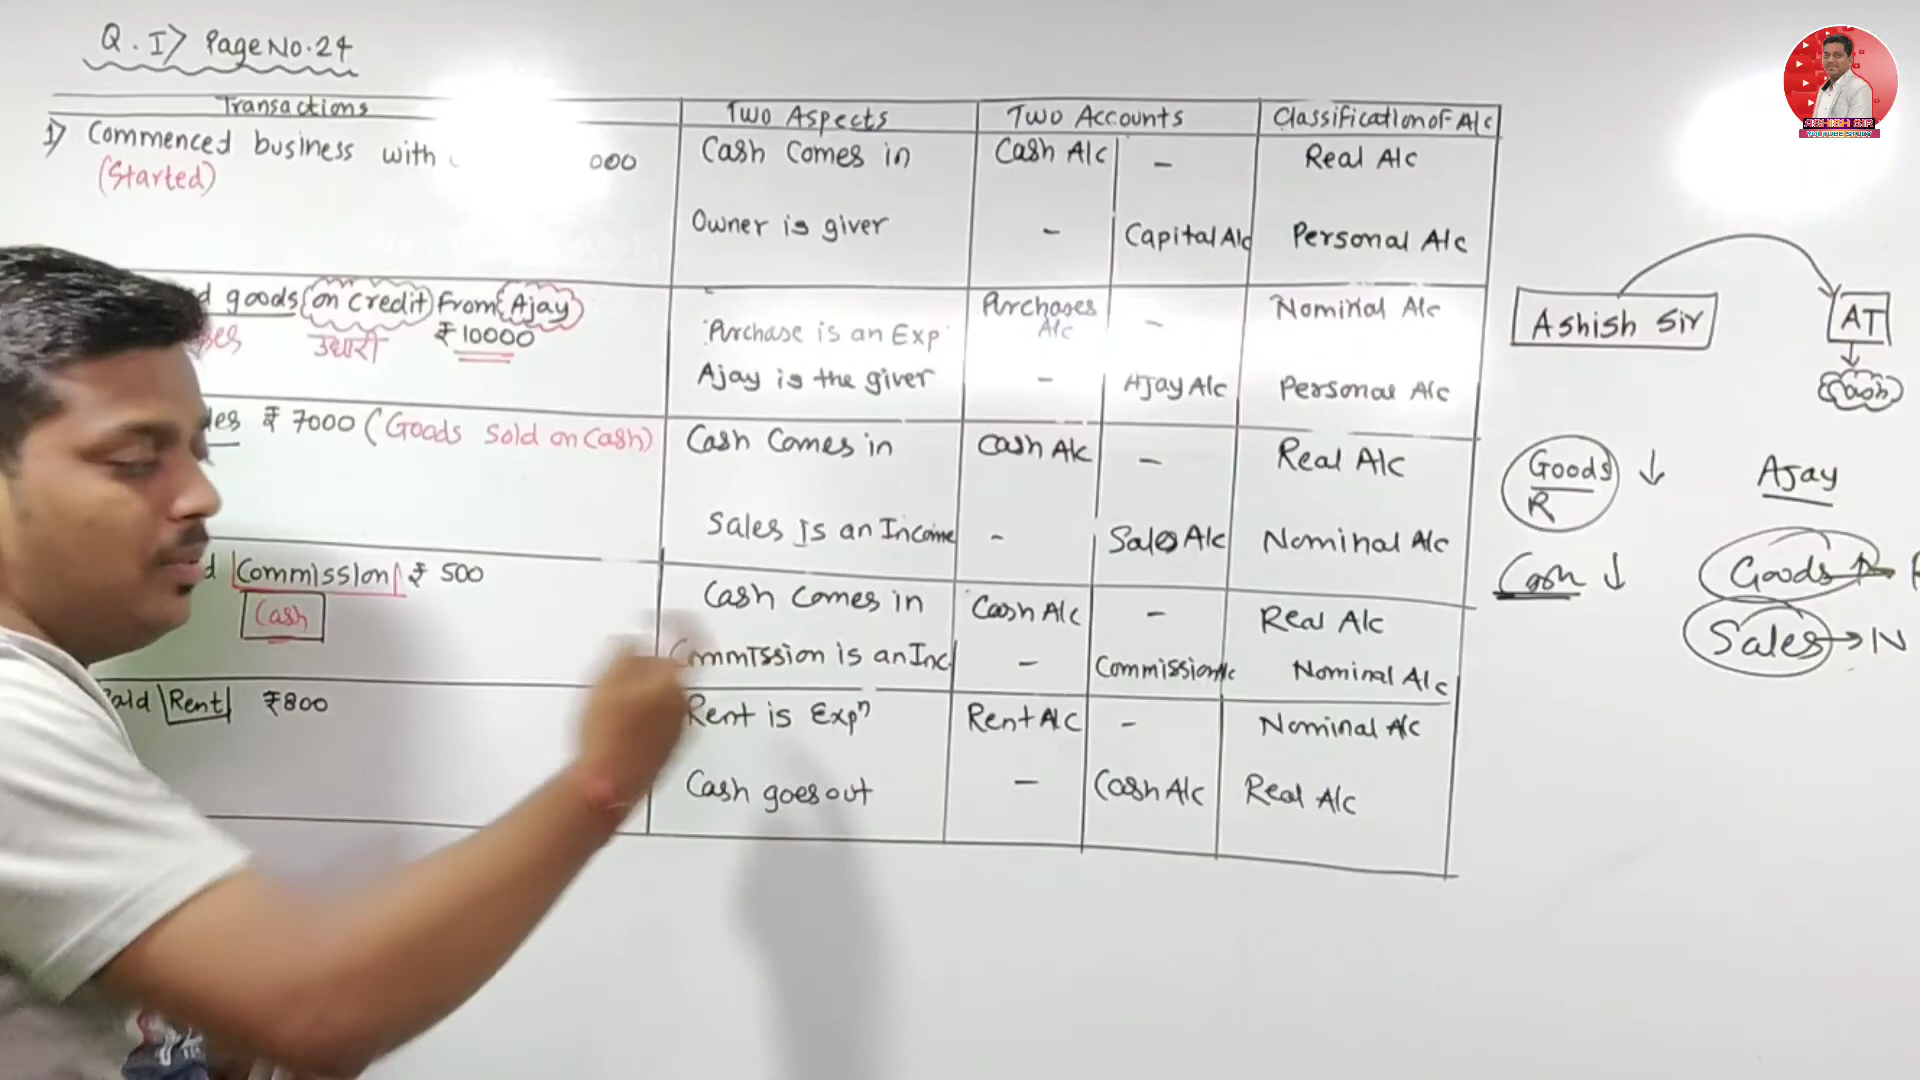 Q.I> Page No.24
Transactions
Two Aspects
Two Accounts
Classification of A/c
1> Commenced business with 000
(Started)
Cash Comes in
Cash A/c
-
Real A/c
Owner is giver
-
Capital A/c
Personal A/c
goods on credit From Ajay
उधारी ₹10000
Purchase is an Exp
Purchases
A/c
-
Nominal A/c
Ajay is the giver
-
Ajay A/c
Personal A/c
₹ 7000 (Goods Sold on Cash)
Cash Comes in
Cash A/c
-
Real A/c
Sales Is an Income
-
Sales A/c
Nominal A/c
Commission ₹ 500
Cash
Cash Comes in
Cash A/c
-
Real A/c
Commission is an Inc
-
Commission A/c
Nominal A/c
Rent ₹800
Rent is Expⁿ
Rent A/c
-
Nominal A/c
Cash goes out
-
Cash A/c
Real A/c
Ashish Sir
AT
Cash
Goods ↓
R
Ajay
Cash ↓
Goods
Sales → N
ASHISH SIR
YOUTUBE STUDY